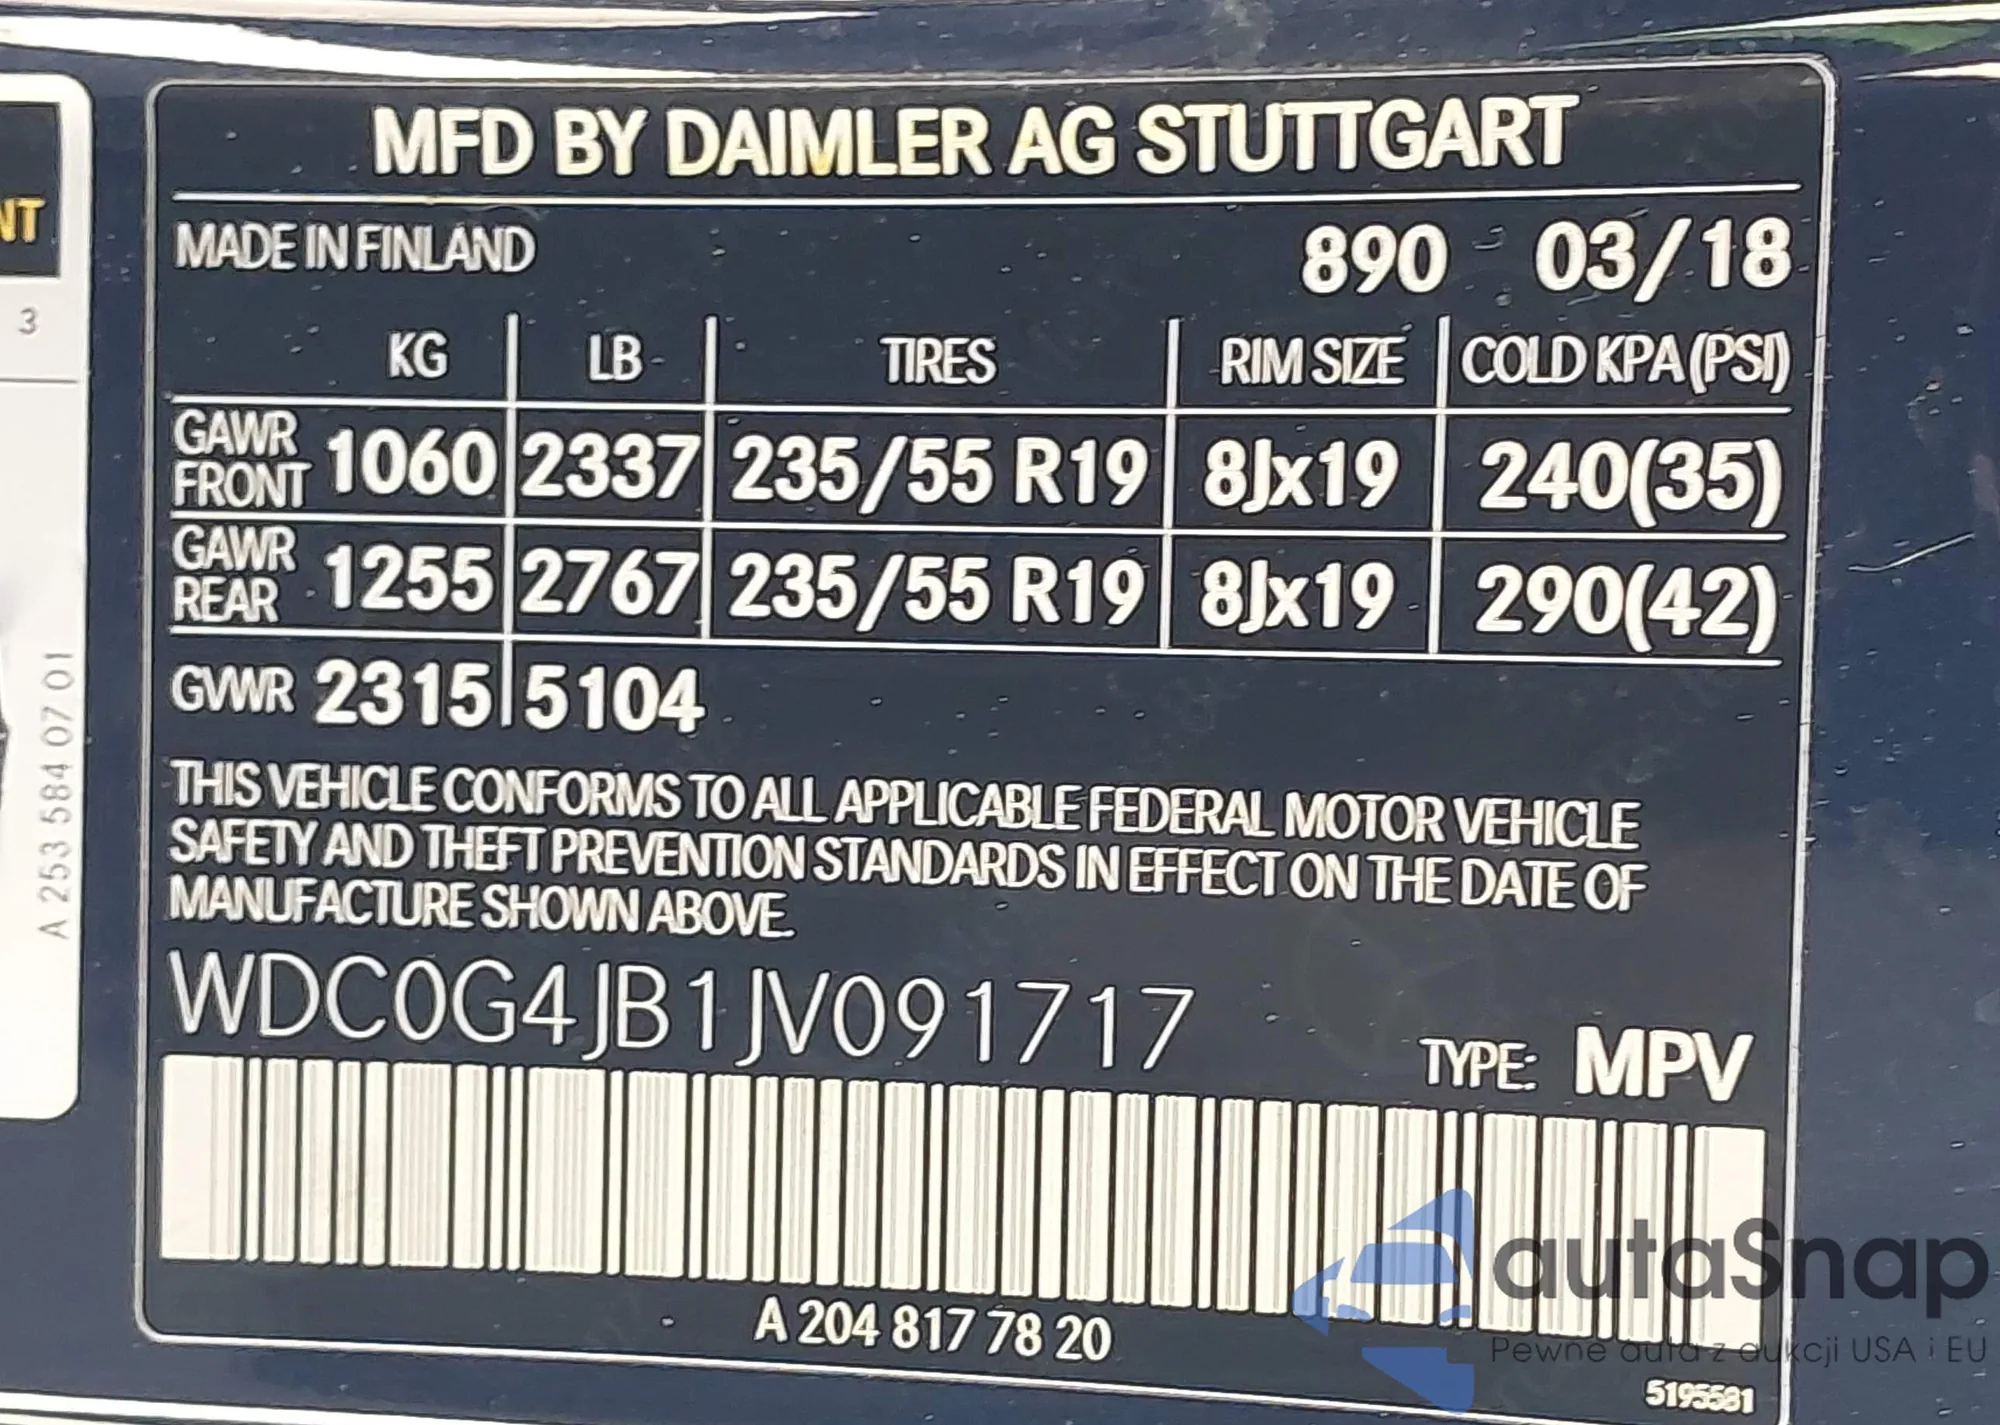 MFD BY DAIMLER AG STUTTGART
MADE IN FINLAND 890 03/18
KG LB TIRES RIM SIZE COLD KPA (PSI)
GAWR FRONT 1060 2337 235/55 R19 8Jx19 240(35)
GAWR REAR 1255 2767 235/55 R19 8Jx19 290(42)
GVWR 2315 5104
THIS VEHICLE CONFORMS TO ALL APPLICABLE FEDERAL MOTOR VEHICLE
SAFETY AND THEFT PREVENTION STANDARDS IN EFFECT ON THE DATE OF
MANUFACTURE SHOWN ABOVE.
WDC0G4JB1JV091717
TYPE: MPV
A 204 817 78 20
5195581
NT
3
A 253 584 07 01
autaSnap
Pewne auta z aukcji USA i EU